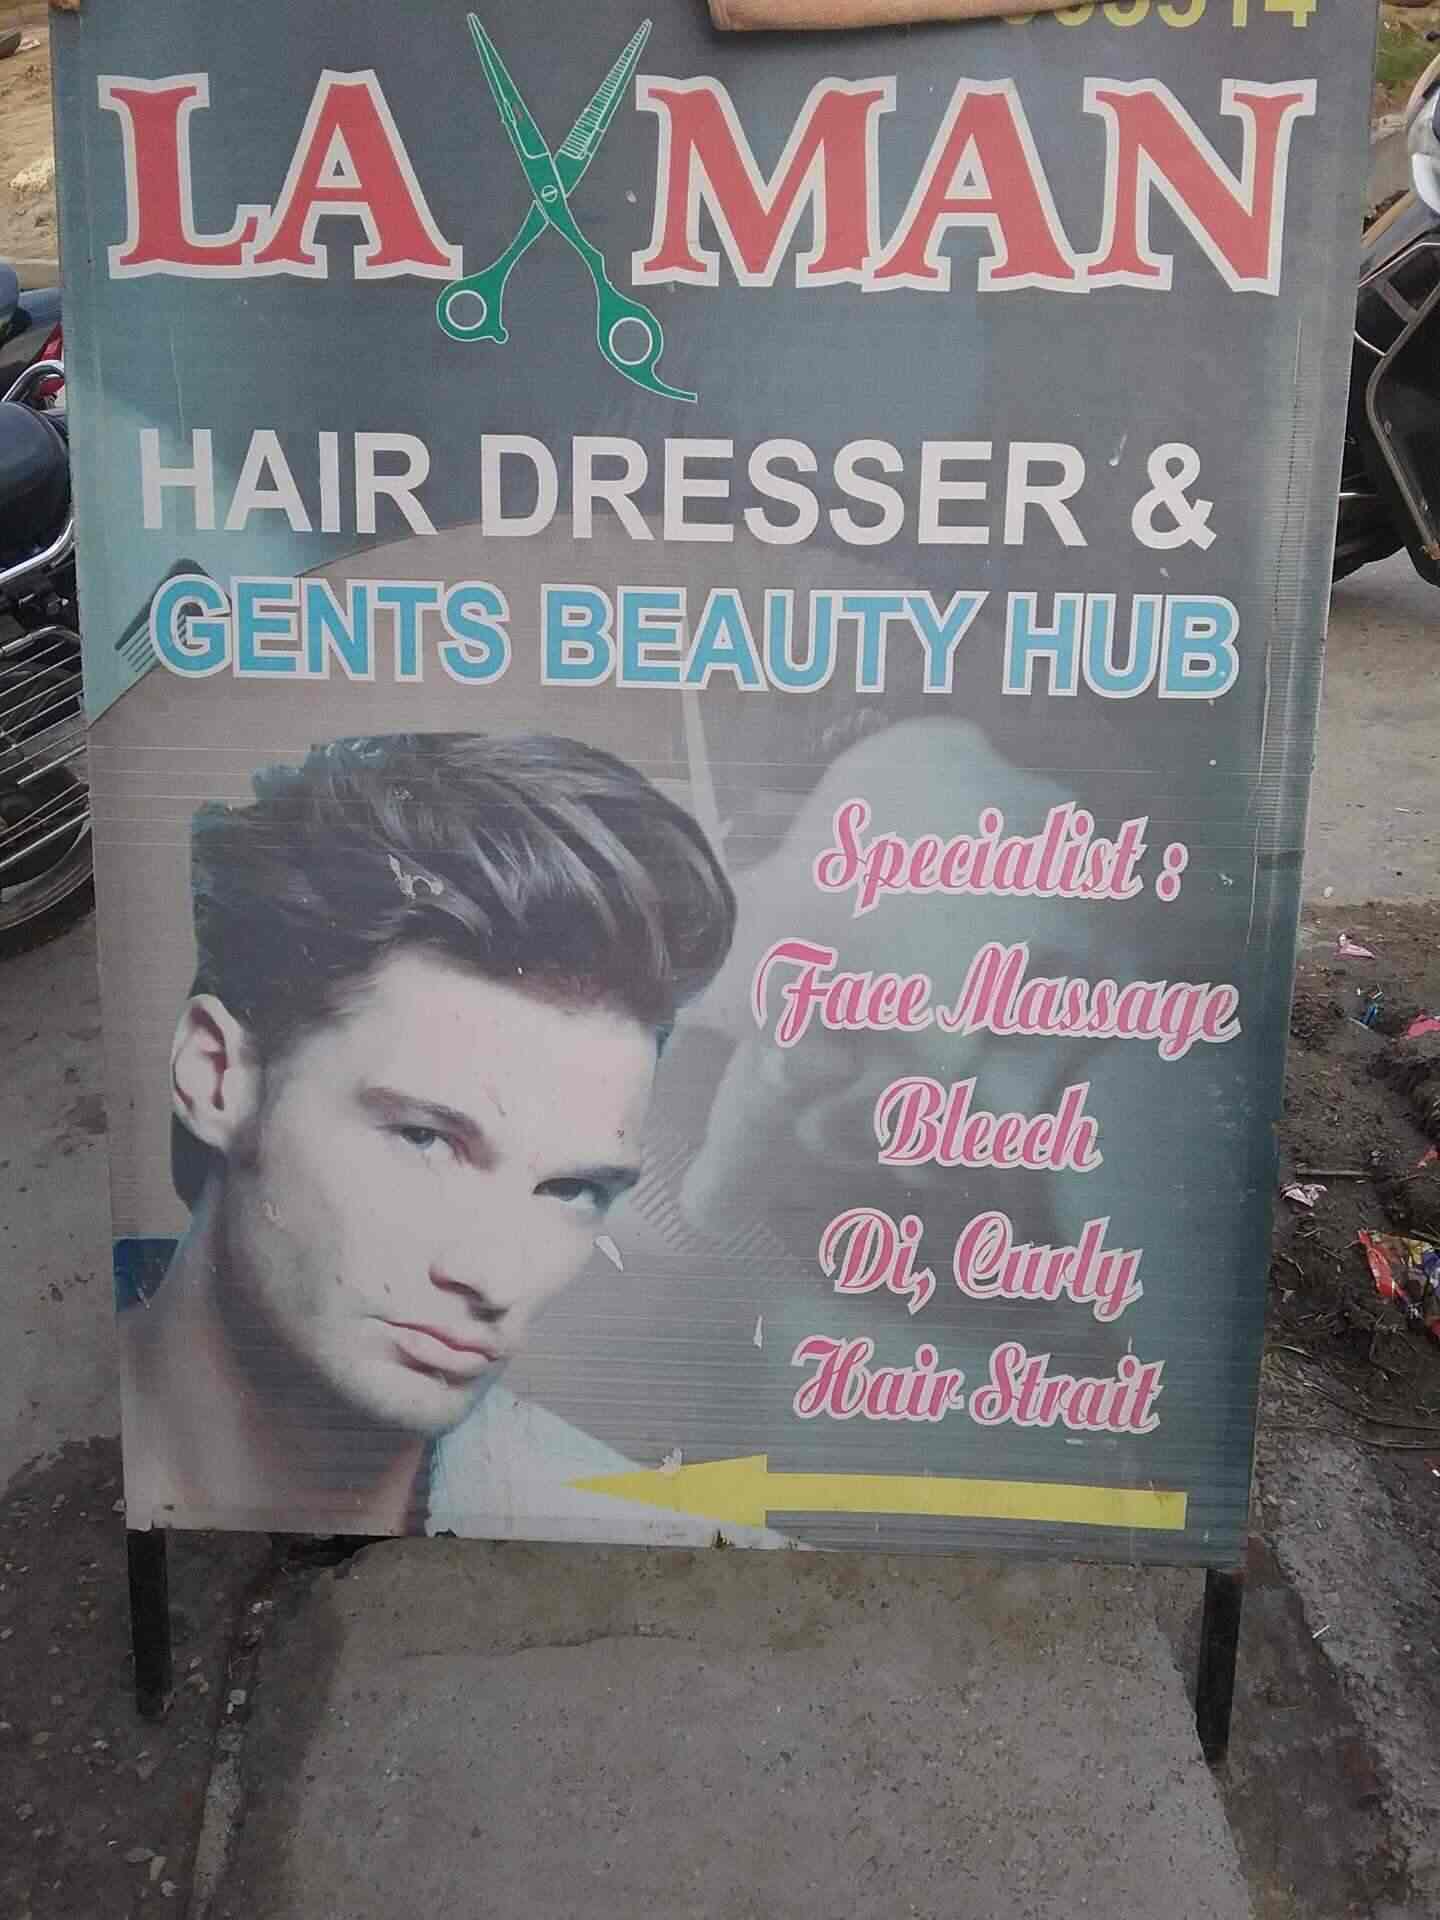 LAXMAN
HAIR DRESSER &
GENTS BEAUTY HUB
Specialist :
Face Massage
Bleech
Di, Curly
Hair Strait